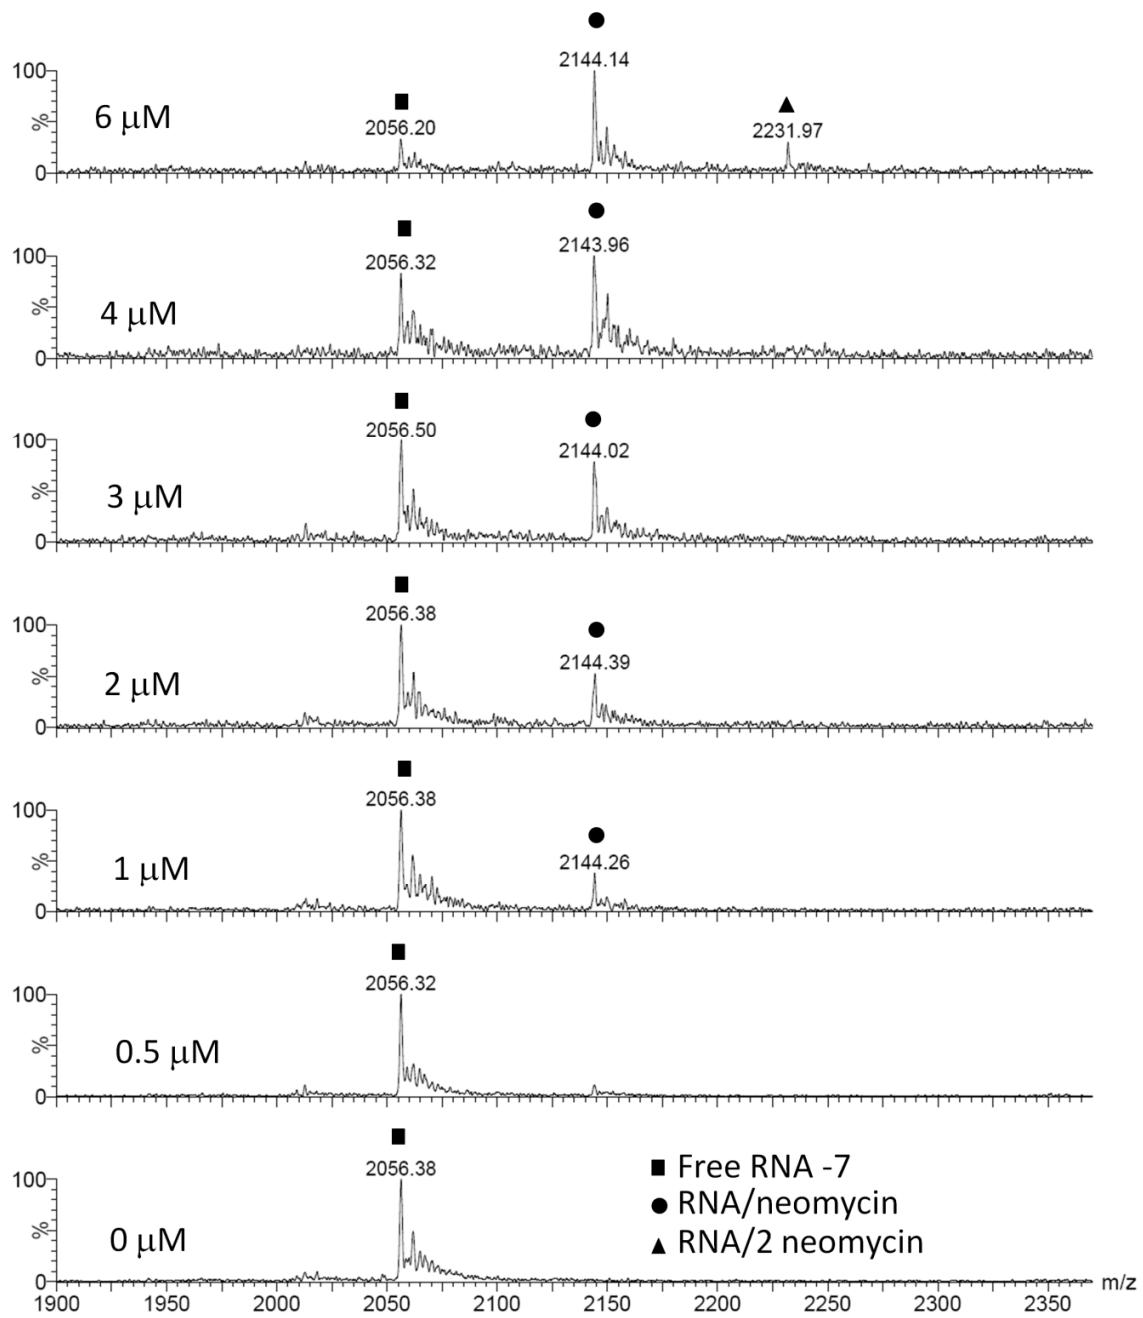 2144.14
100
6 μM
2056.20
2231.97
%
0
2143.96
100
2056.32
4 μM
%
0
2056.50
2144.02
100
3 μM
%
0
2056.38
2144.39
100
2 μM
%
0
2056.38
2144.26
100
1 μM
%
0
2056.32
100
0.5 μM
%
0
2056.38
100
0 μM
%
0
■ Free RNA -7
● RNA/neomycin
▲ RNA/2 neomycin
m/z
1900 1950 2000 2050 2100 2150 2200 2250 2300 2350